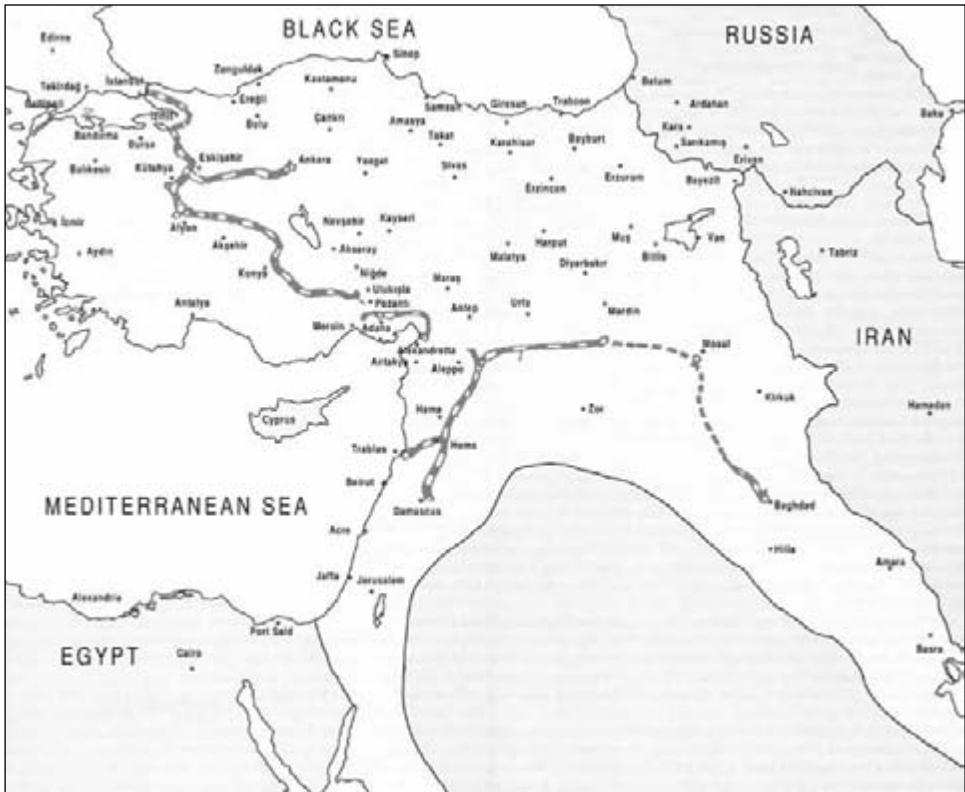 BLACK SEA
RUSSIA
Edirne
Sinop
Zonguldak
Kastamonu
Tekirdağ
İstanbul
Batum
Ereğli
Samsun
Giresun
Trabzon
Ardahan
Baku
Gelibolu
İzmit
Bolu
Çankırı
Amasya
Kars
Bandırma
Tokat
Karahisar
Bayburt
Sarıkamış
Bursa
Erivan
Balıkesir
Kütahya
Eskişehir
Ankara
Yozgat
Sivas
Erzincan
Erzurum
Bayezit
Nahcivan
İzmir
Afyon
Nevşehir
Kayseri
Akşehir
Aksaray
Harput
Muş
Van
Aydın
Malatya
Bitlis
Tabriz
Diyarbekır
Konya
Niğde
Maraş
Ulukışla
Antalya
Pozantı
Antep
Urfa
Mardin
Mersin
Adana
IRAN
Alexandretta
Mosul
Antakya
Aleppo
Kirkuk
Hama
Zor
Hamadan
Cyprus
Homs
Trablus
Beirut
MEDITERRANEAN SEA
Damascus
Baghdad
Acre
Hilla
Amara
Jaffa
Jerusalem
Alexandria
Port Said
EGYPT
Cairo
Basra